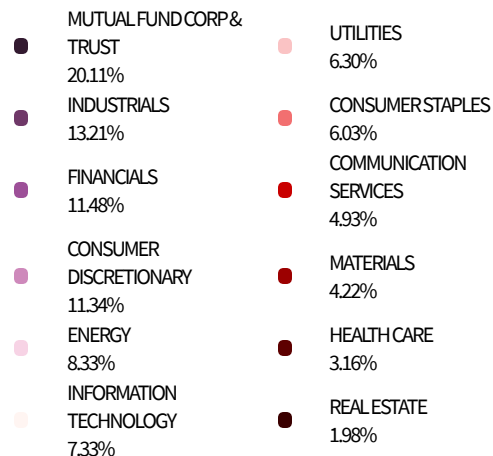 MUTUAL FUND CORP &
TRUST
20.11%
INDUSTRIALS
13.21%
FINANCIALS
11.48%
CONSUMER
DISCRETIONARY
11.34%
ENERGY
8.33%
INFORMATION
TECHNOLOGY
7.33%
UTILITIES
6.30%
CONSUMER STAPLES
6.03%
COMMUNICATION
SERVICES
4.93%
MATERIALS
4.22%
HEALTH CARE
3.16%
REAL ESTATE
1.98%